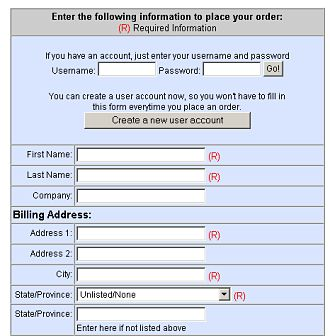 Enter the following information to place your order:
(R) Required Information
If you have an account, just enter your username and password
Username: Password: Go!
You can create a user account now, so you won't have to fill in
this form everytime you place an order.
Create a new user account
First Name: (R)
Last Name: (R)
Company:
Billing Address:
Address 1: (R)
Address 2:
City: (R)
State/Province: Unlisted/None (R)
State/Province:
Enter here if not listed above